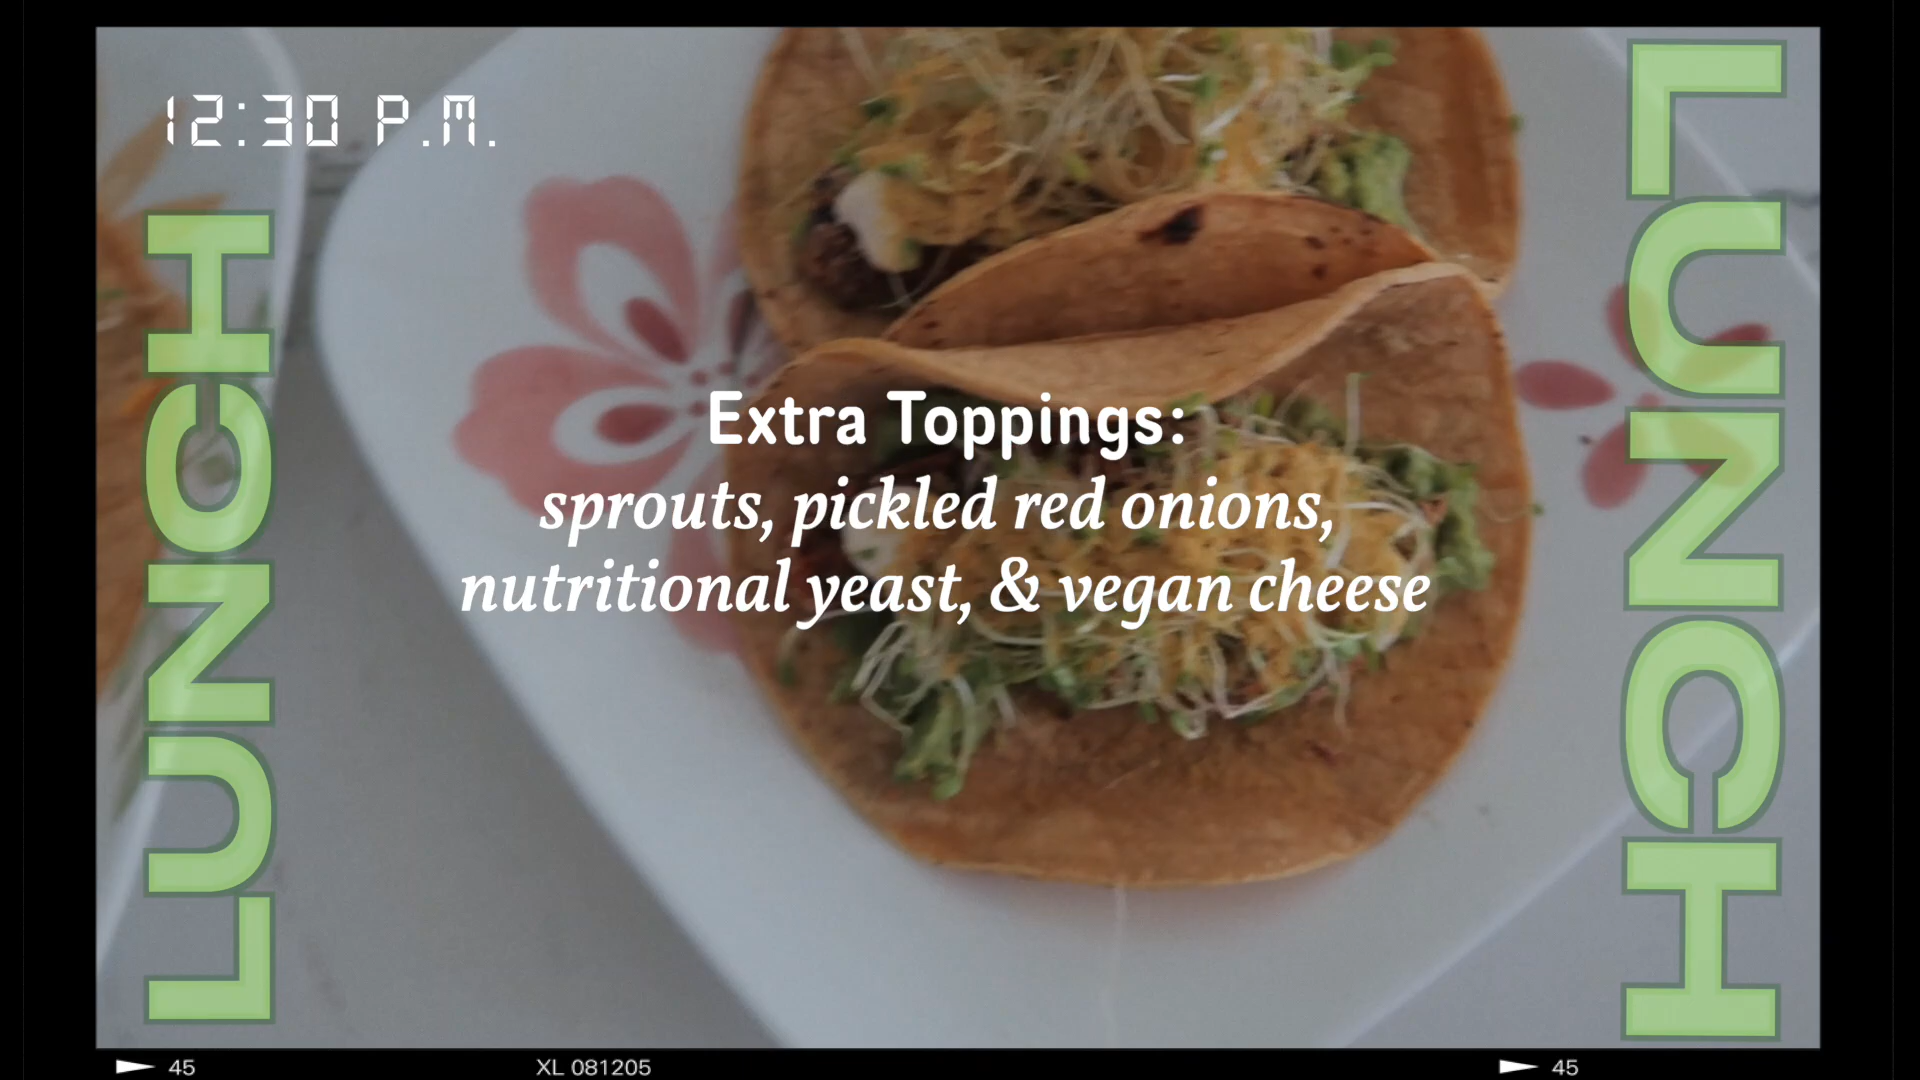 12:30 P.M.
LUNCH
LUNCH
Extra Toppings:
sprouts, pickled red onions,
nutritional yeast, & vegan cheese
45
XL 081205
45